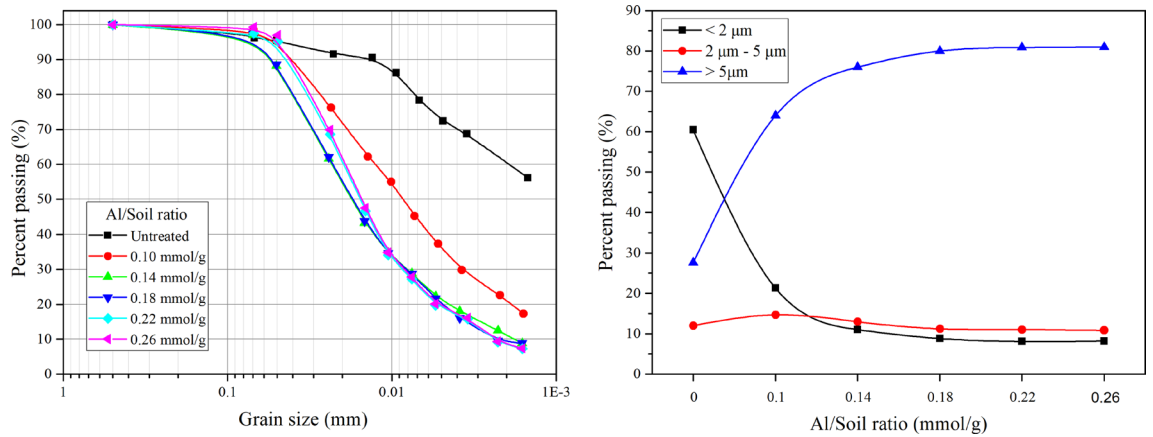 100
90
80
70
60
50
40
30
20
10
0
Percent passing (%)
Al/Soil ratio
Untreated
0.10 mmol/g
0.14 mmol/g
0.18 mmol/g
0.22 mmol/g
0.26 mmol/g
1
0.1
0.01
1E-3
Grain size (mm)
90
80
70
60
50
40
30
20
10
0
Percent passing (%)
< 2 μm
2 μm - 5 μm
> 5μm
0
0.1
0.14
0.18
0.22
0.26
Al/Soil ratio (mmol/g)